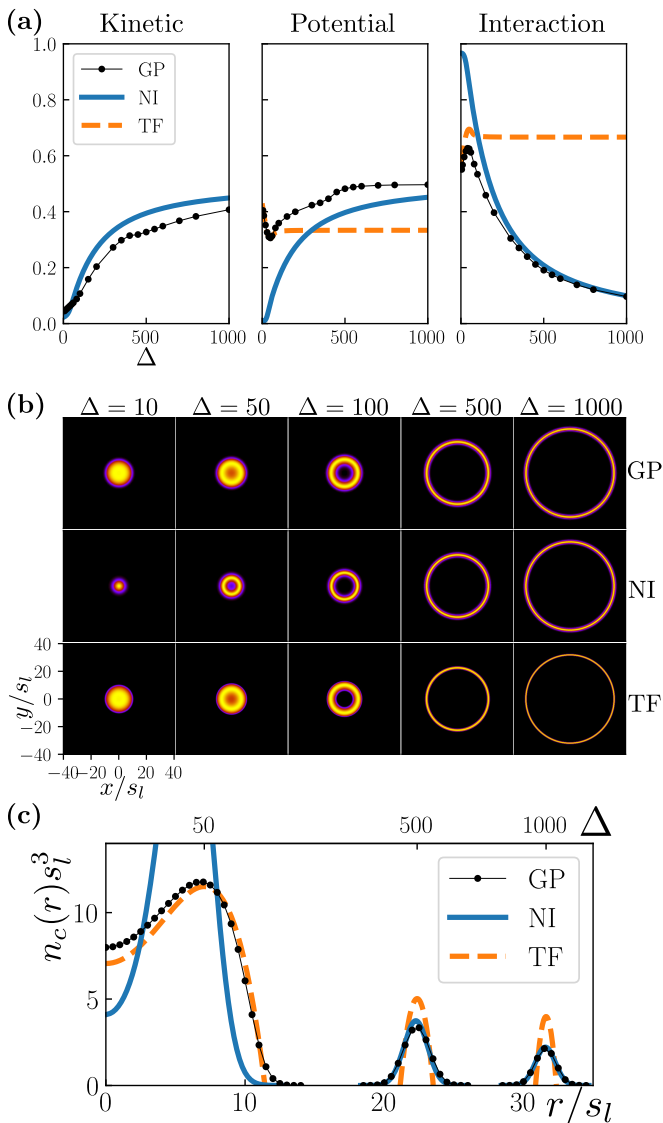 (a) Kinetic Potential Interaction
1.0
0.8
0.6
0.4
0.2
0.0
GP
NI
TF
0 500 1000
0 500 1000
0 500 1000
Δ
(b) Δ = 10 Δ = 50 Δ = 100 Δ = 500 Δ = 1000
GP
NI
TF
40
20
0
−20
−40
y/s_l
−40 −20 0 20 40
x/s_l
(c) 50 500 1000 Δ
n_c(r)s_l^3
10
5
0
GP
NI
TF
0 10 20 30 r/s_l